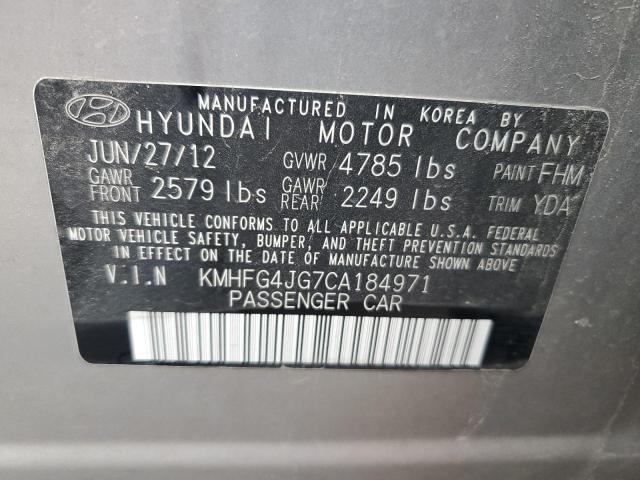 MANUFACTURED IN KOREA BY
HYUNDAI MOTOR COMPANY
JUN/27/12 GVWR 4785 lbs PAINT FHM
GAWR FRONT 2579 lbs GAWR REAR 2249 lbs TRIM YDA
THIS VEHICLE CONFORMS TO ALL APPLICABLE U.S.A. FEDERAL
MOTOR VEHICLE SAFETY, BUMPER, AND THEFT PREVENTION STANDARDS
IN EFFECT ON THE DATE OF MANUFACTURE SHOWN ABOVE.
V.I.N KMHFG4JG7CA184971
PASSENGER CAR